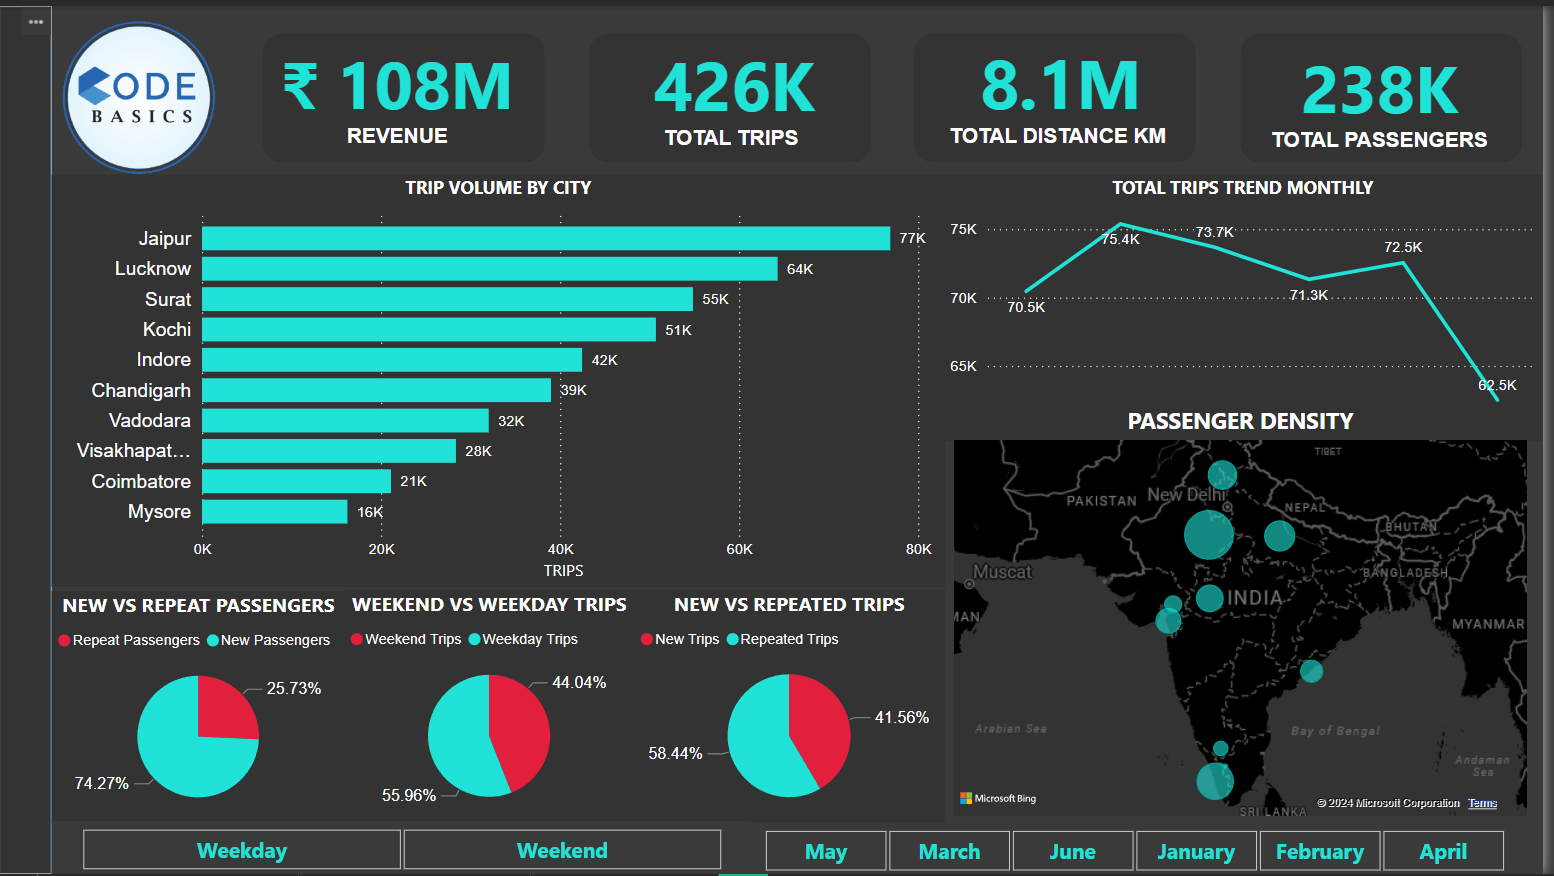 CODE
BASICS
₹ 108M
REVENUE
426K
TOTAL TRIPS
8.1M
TOTAL DISTANCE KM
238K
TOTAL PASSENGERS
TRIP VOLUME BY CITY
Jaipur 77K
Lucknow 64K
Surat 55K
Kochi 51K
Indore 42K
Chandigarh 39K
Vadodara 32K
Visakhapat… 28K
Coimbatore 21K
Mysore 16K
0K 20K 40K 60K 80K
TRIPS
TOTAL TRIPS TREND MONTHLY
75K
70K
65K
70.5K
75.4K
73.7K
71.3K
72.5K
62.5K
PASSENGER DENSITY
TIBET
PAKISTAN
New Delhi
NEPAL
BHUTAN
BANGLADESH
Muscat
MAN
INDIA
MYANMAR
Arabian Sea
Bay of Bengal
Andaman
Sea
SRI LANKA
Microsoft Bing
© 2024 Microsoft Corporation Terms
NEW VS REPEAT PASSENGERS
Repeat Passengers New Passengers
25.73%
74.27%
WEEKEND VS WEEKDAY TRIPS
Weekend Trips Weekday Trips
44.04%
55.96%
NEW VS REPEATED TRIPS
New Trips Repeated Trips
41.56%
58.44%
Weekday Weekend
May March June January February April